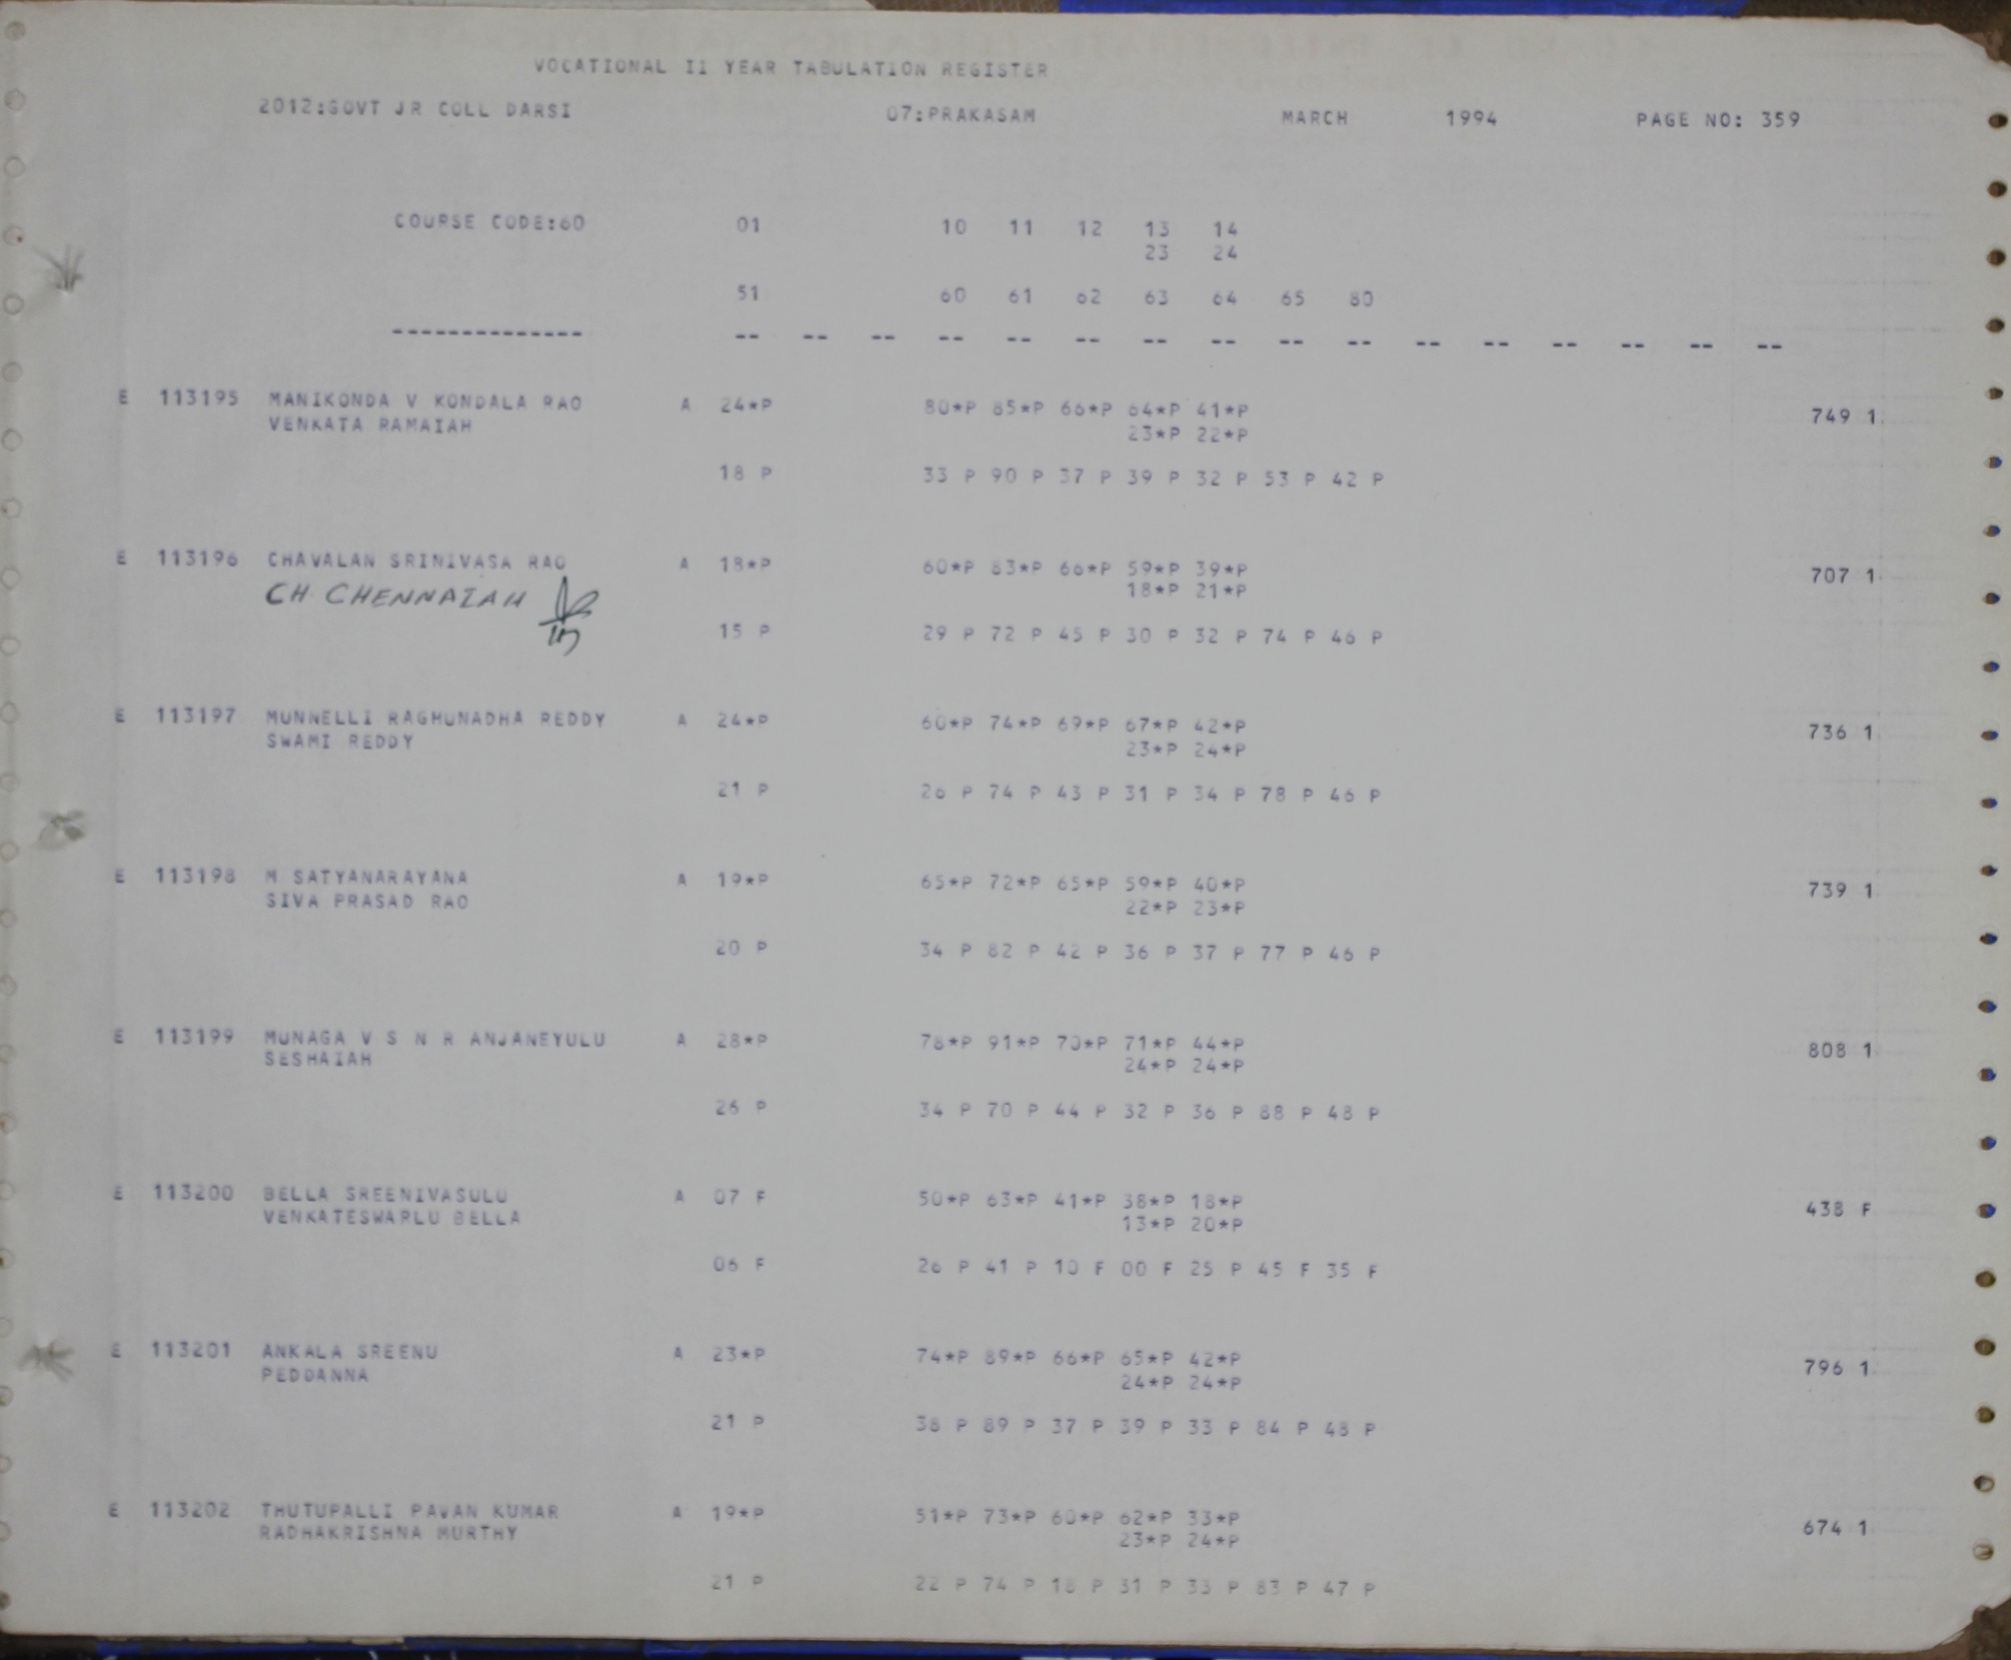 VOCATIONAL II YEAR TABULATION REGISTER
2012:GOVT JR COLL DARSI 07:PRAKASAM MARCH 1994 PAGE NO: 359
COURSE CODE:60 01 10 11 12 13 14
23 24
51 60 61 62 63 64 65 80
-------------- -- -- -- -- -- -- -- -- -- -- -- -- -- -- -- --
E 113195 MANIKONDA V KONDALA RAO A 24*P 80*P 85*P 66*P 64*P 41*P 749 1
VENKATA RAMAIAH 23*P 22*P
18 P 33 P 90 P 37 P 39 P 32 P 53 P 42 P
E 113196 CHAVALAN SRINIVASA RAO A 18*P 60*P 83*P 66*P 59*P 39*P 707 1
CH. CHENNAIAH 18*P 21*P
15 P 29 P 72 P 45 P 30 P 32 P 74 P 46 P
E 113197 MUNNELLI RAGHUNADHA REDDY A 24*P 60*P 74*P 69*P 67*P 42*P 736 1
SWAMI REDDY 23*P 24*P
21 P 26 P 74 P 43 P 31 P 34 P 78 P 46 P
E 113198 M SATYANARAYANA A 19*P 65*P 72*P 65*P 59*P 40*P 739 1
SIVA PRASAD RAO 22*P 23*P
20 P 34 P 82 P 42 P 36 P 37 P 77 P 46 P
E 113199 MUNAGA V S N R ANJANEYULU A 28*P 78*P 91*P 70*P 71*P 44*P 808 1
SESHAIAH 24*P 24*P
26 P 34 P 70 P 44 P 32 P 36 P 88 P 48 P
E 113200 BELLA SREENIVASULU A 07 F 50*P 63*P 41*P 38*P 18*P 438 F
VENKATESWARLU BELLA 13*P 20*P
06 F 26 P 41 P 10 F 00 F 25 P 45 F 35 F
E 113201 ANKALA SREENU A 23*P 74*P 89*P 66*P 65*P 42*P 796 1
PEDDANNA 24*P 24*P
21 P 38 P 89 P 37 P 39 P 33 P 84 P 48 P
E 113202 THUTUPALLI PAVAN KUMAR A 19*P 51*P 73*P 60*P 62*P 33*P 674 1
RADHAKRISHNA MURTHY 23*P 24*P
21 P 22 P 74 P 18 P 31 P 33 P 83 P 47 P